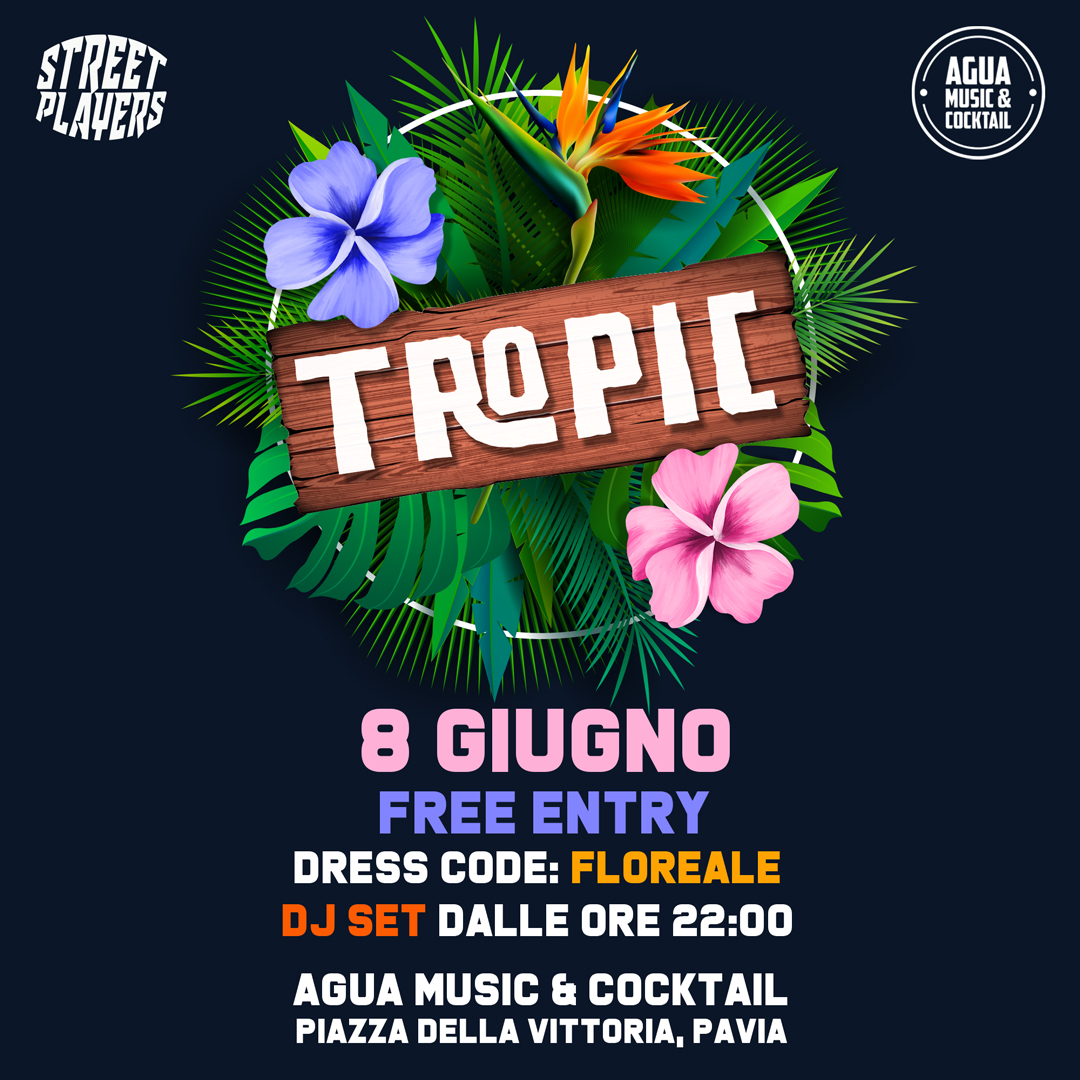 STREET
PLAYERS
AGUA
MUSIC &
COCKTAIL
TROPIC
8 GIUGNO
FREE ENTRY
DRESS CODE: FLOREALE
DJ SET DALLE ORE 22:00
AGUA MUSIC & COCKTAIL
PIAZZA DELLA VITTORIA, PAVIA